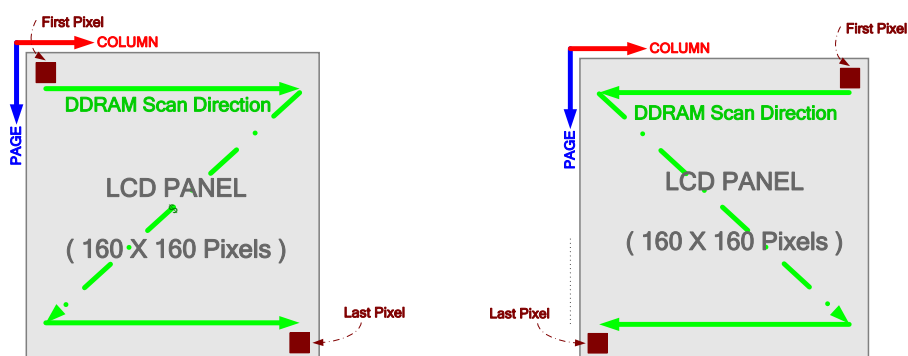 First Pixel
COLUMN
DDRAM Scan Direction
PAGE
LCD PANEL
( 160 X 160 Pixels )
Last Pixel
First Pixel
COLUMN
DDRAM Scan Direction
PAGE
LCD PANEL
( 160 X 160 Pixels )
Last Pixel